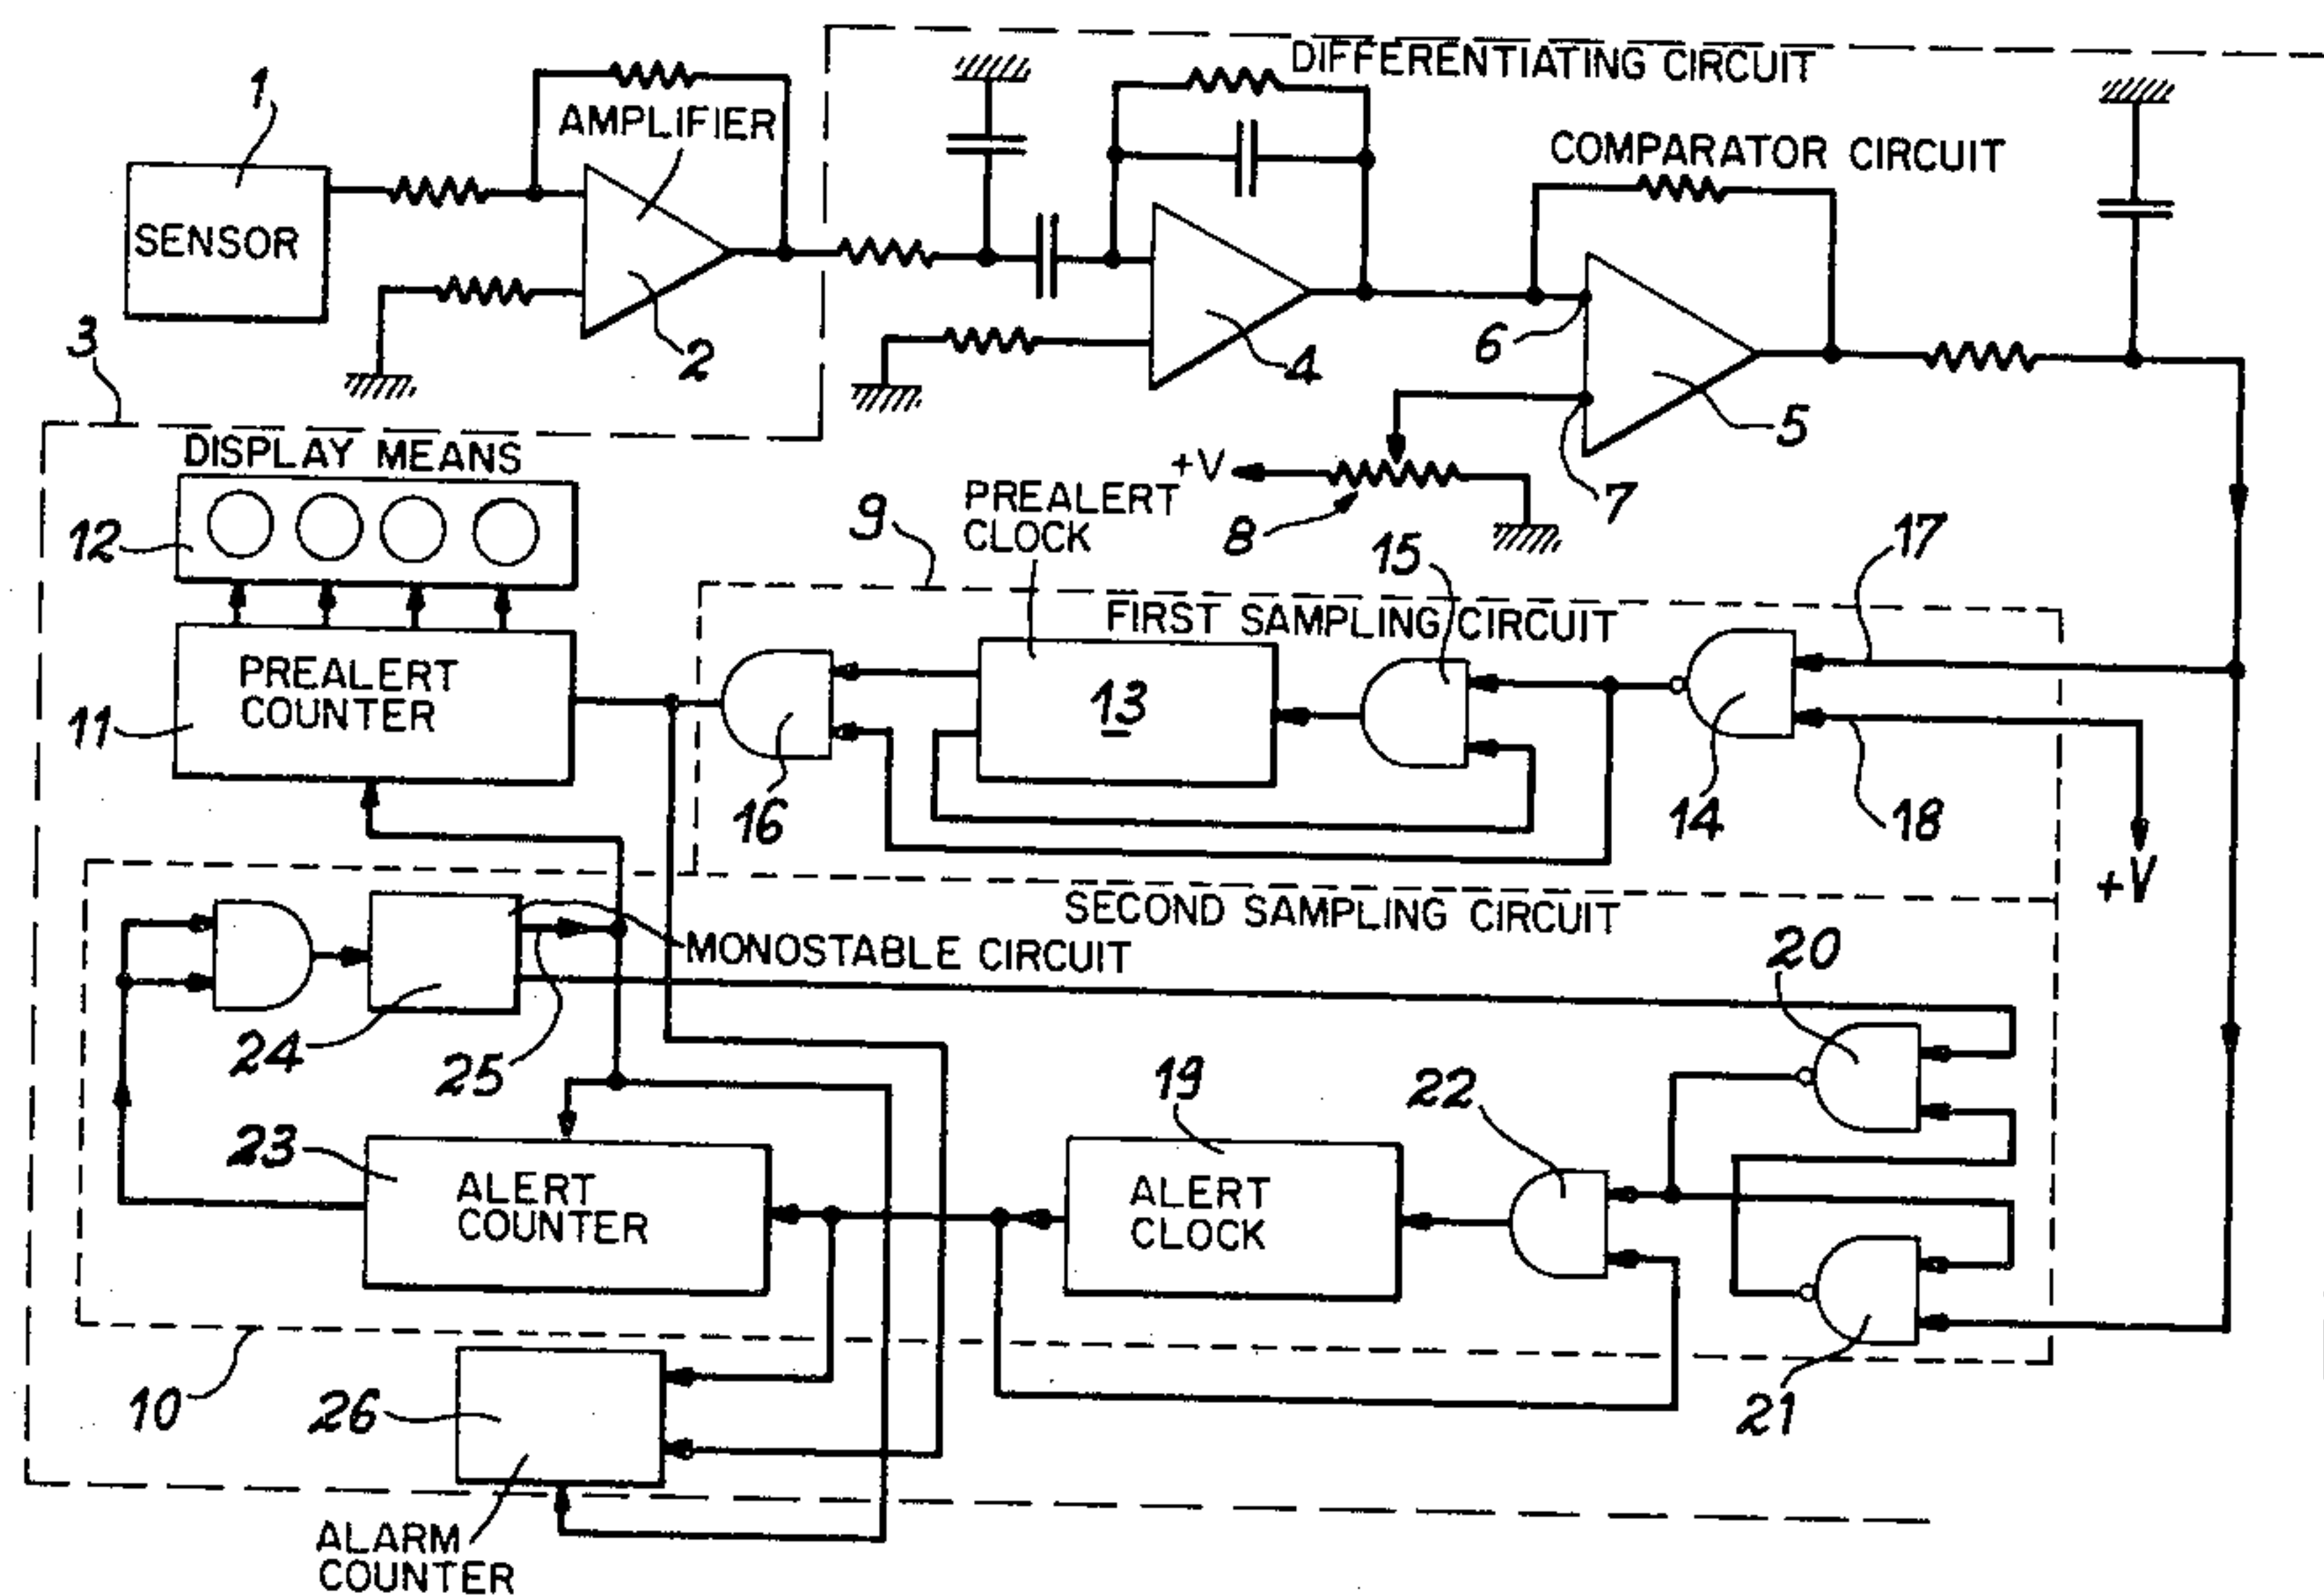 DIFFERENTIATING CIRCUIT
1
AMPLIFIER
COMPARATOR CIRCUIT
SENSOR
3
2
4
6
5
DISPLAY MEANS
+V
7
8
PREALERT
CLOCK
9
12
15
17
FIRST SAMPLING CIRCUIT
PREALERT
COUNTER
11
13
16
14
18
+V
SECOND SAMPLING CIRCUIT
MONOSTABLE CIRCUIT
20
24
25
19
22
23
ALERT
COUNTER
ALERT
CLOCK
10
26
21
ALARM
COUNTER